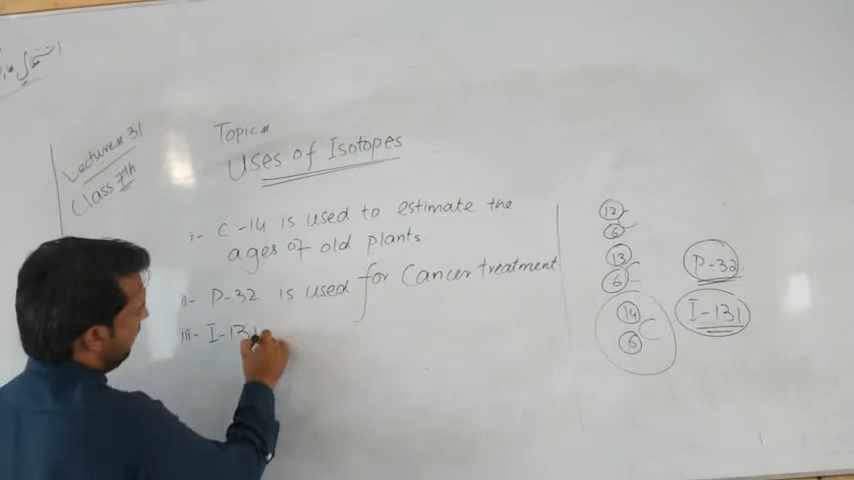 استعمال
Lecture# 31
Class 7th
Topic#
Uses of Isotopes
i- C-14 is used to estimate the
ages of old plants
ii- P-32 is used for Cancer treatment
iii- I-131
12
6
C
13
6
C
14
6
C
P-32
I-131